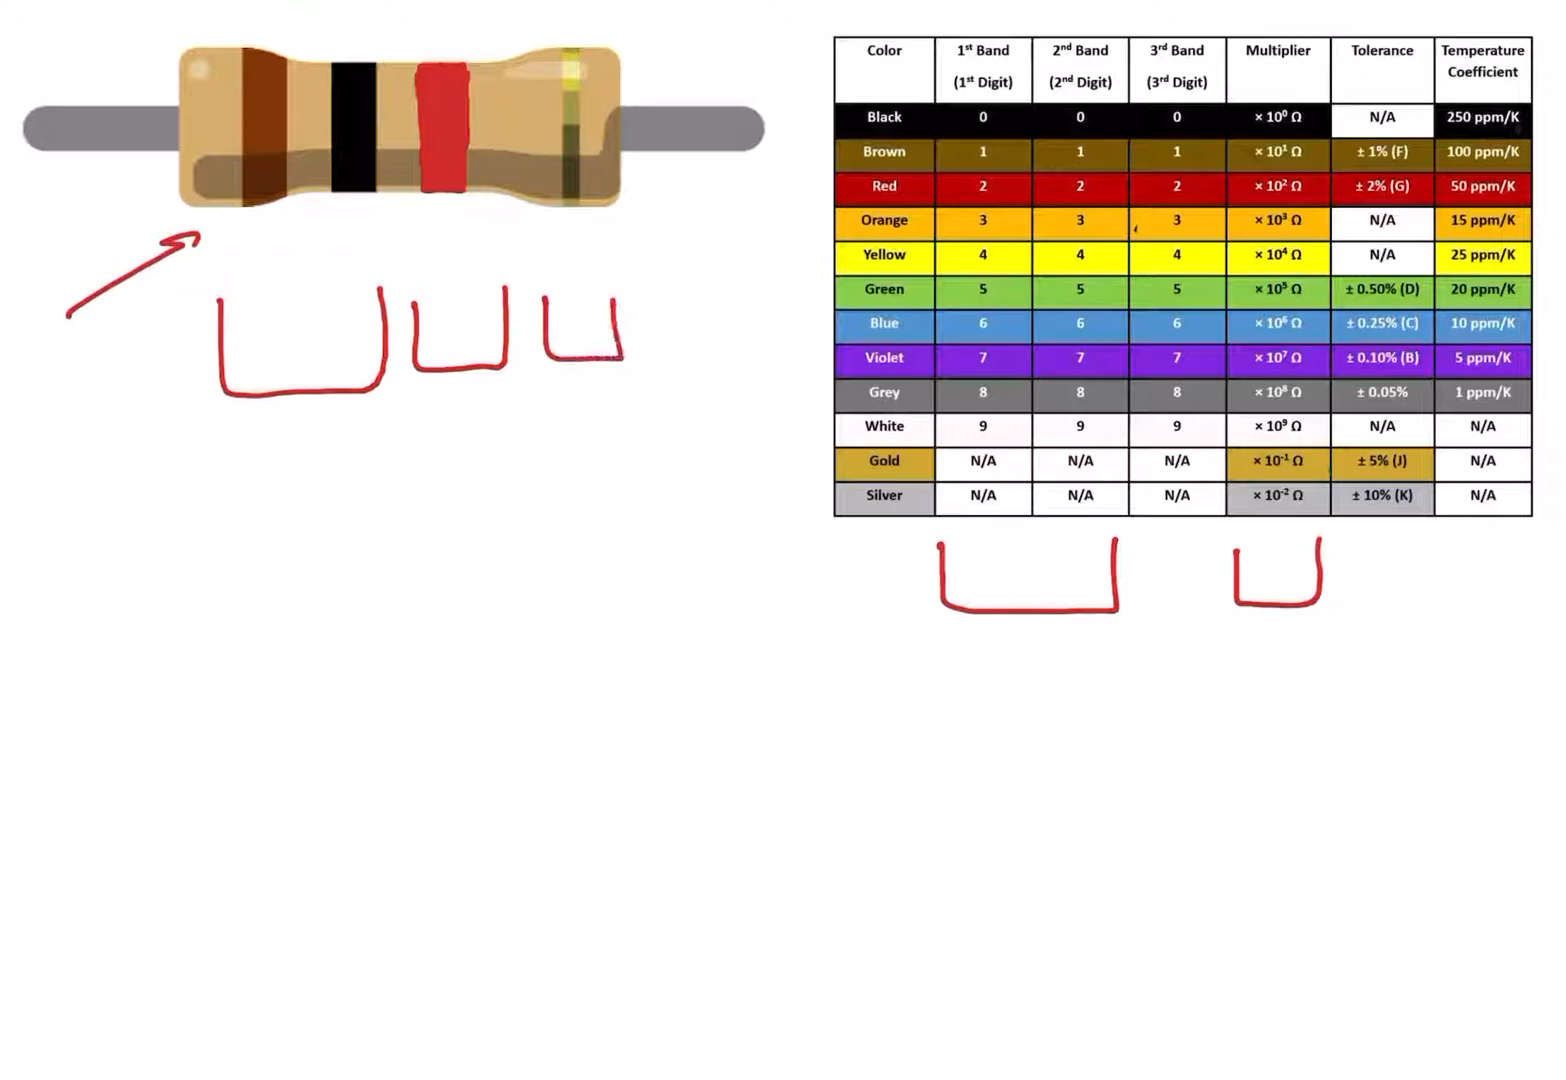 Color 1st Band (1st Digit) 2nd Band (2nd Digit) 3rd Band (3rd Digit) Multiplier Tolerance Temperature Coefficient
Black 0 0 0 × 10⁰ Ω N/A 250 ppm/K
Brown 1 1 1 × 10¹ Ω ± 1% (F) 100 ppm/K
Red 2 2 2 × 10² Ω ± 2% (G) 50 ppm/K
Orange 3 3 3 × 10³ Ω N/A 15 ppm/K
Yellow 4 4 4 × 10⁴ Ω N/A 25 ppm/K
Green 5 5 5 × 10⁵ Ω ± 0.50% (D) 20 ppm/K
Blue 6 6 6 × 10⁶ Ω ± 0.25% (C) 10 ppm/K
Violet 7 7 7 × 10⁷ Ω ± 0.10% (B) 5 ppm/K
Grey 8 8 8 × 10⁸ Ω ± 0.05% 1 ppm/K
White 9 9 9 × 10⁹ Ω N/A N/A
Gold N/A N/A N/A × 10⁻¹ Ω ± 5% (J) N/A
Silver N/A N/A N/A × 10⁻² Ω ± 10% (K) N/A